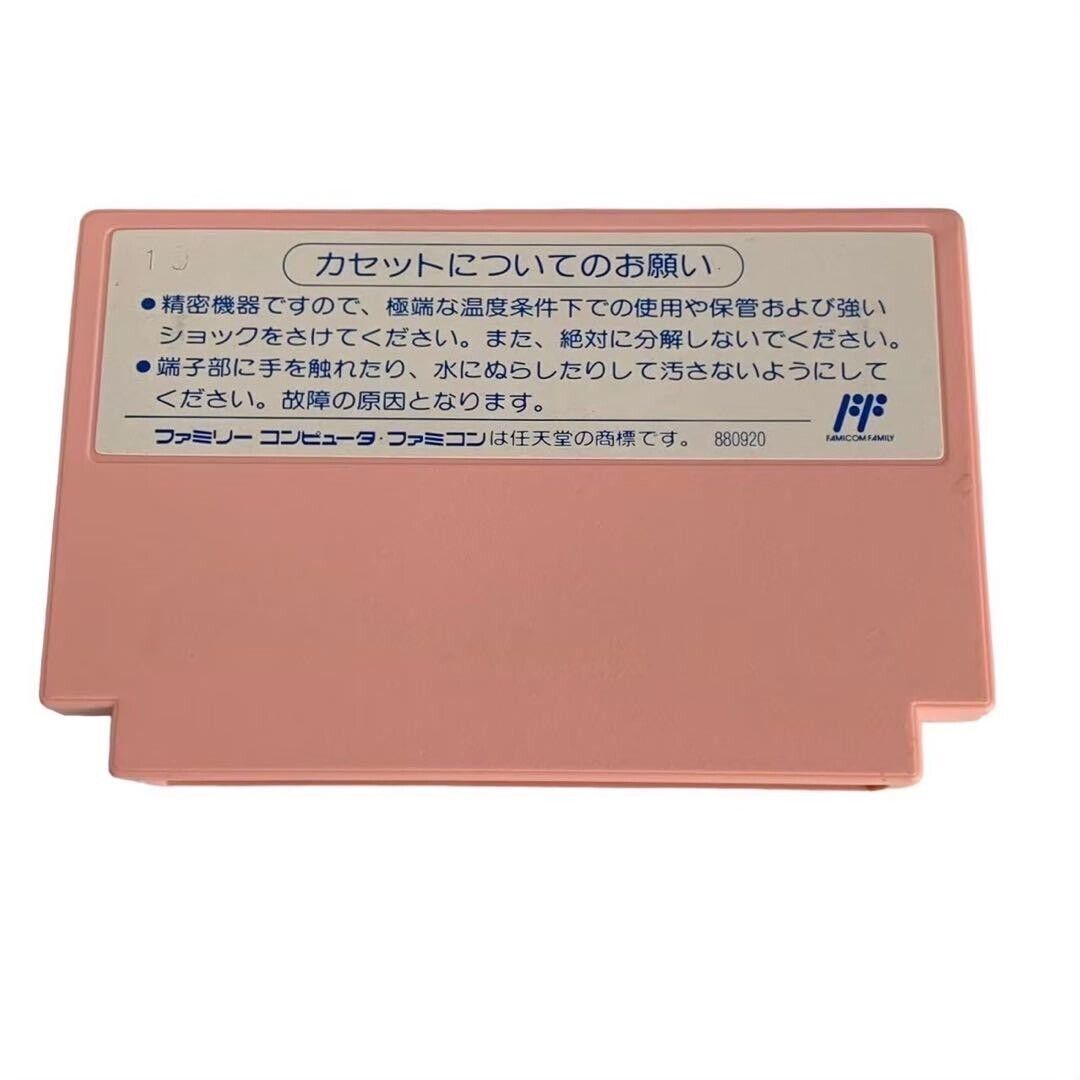 カセットについてのお願い
●精密機器ですので、極端な温度条件下での使用や保管および強い
ショックをさけてください。また、絶対に分解しないでください。
●端子部に手を触れたり、水にぬらしたりして汚さないようにして
ください。故障の原因となります。
FAMICOM FAMILY
ファミリー コンピュータ・ファミコンは任天堂の商標です。 880920